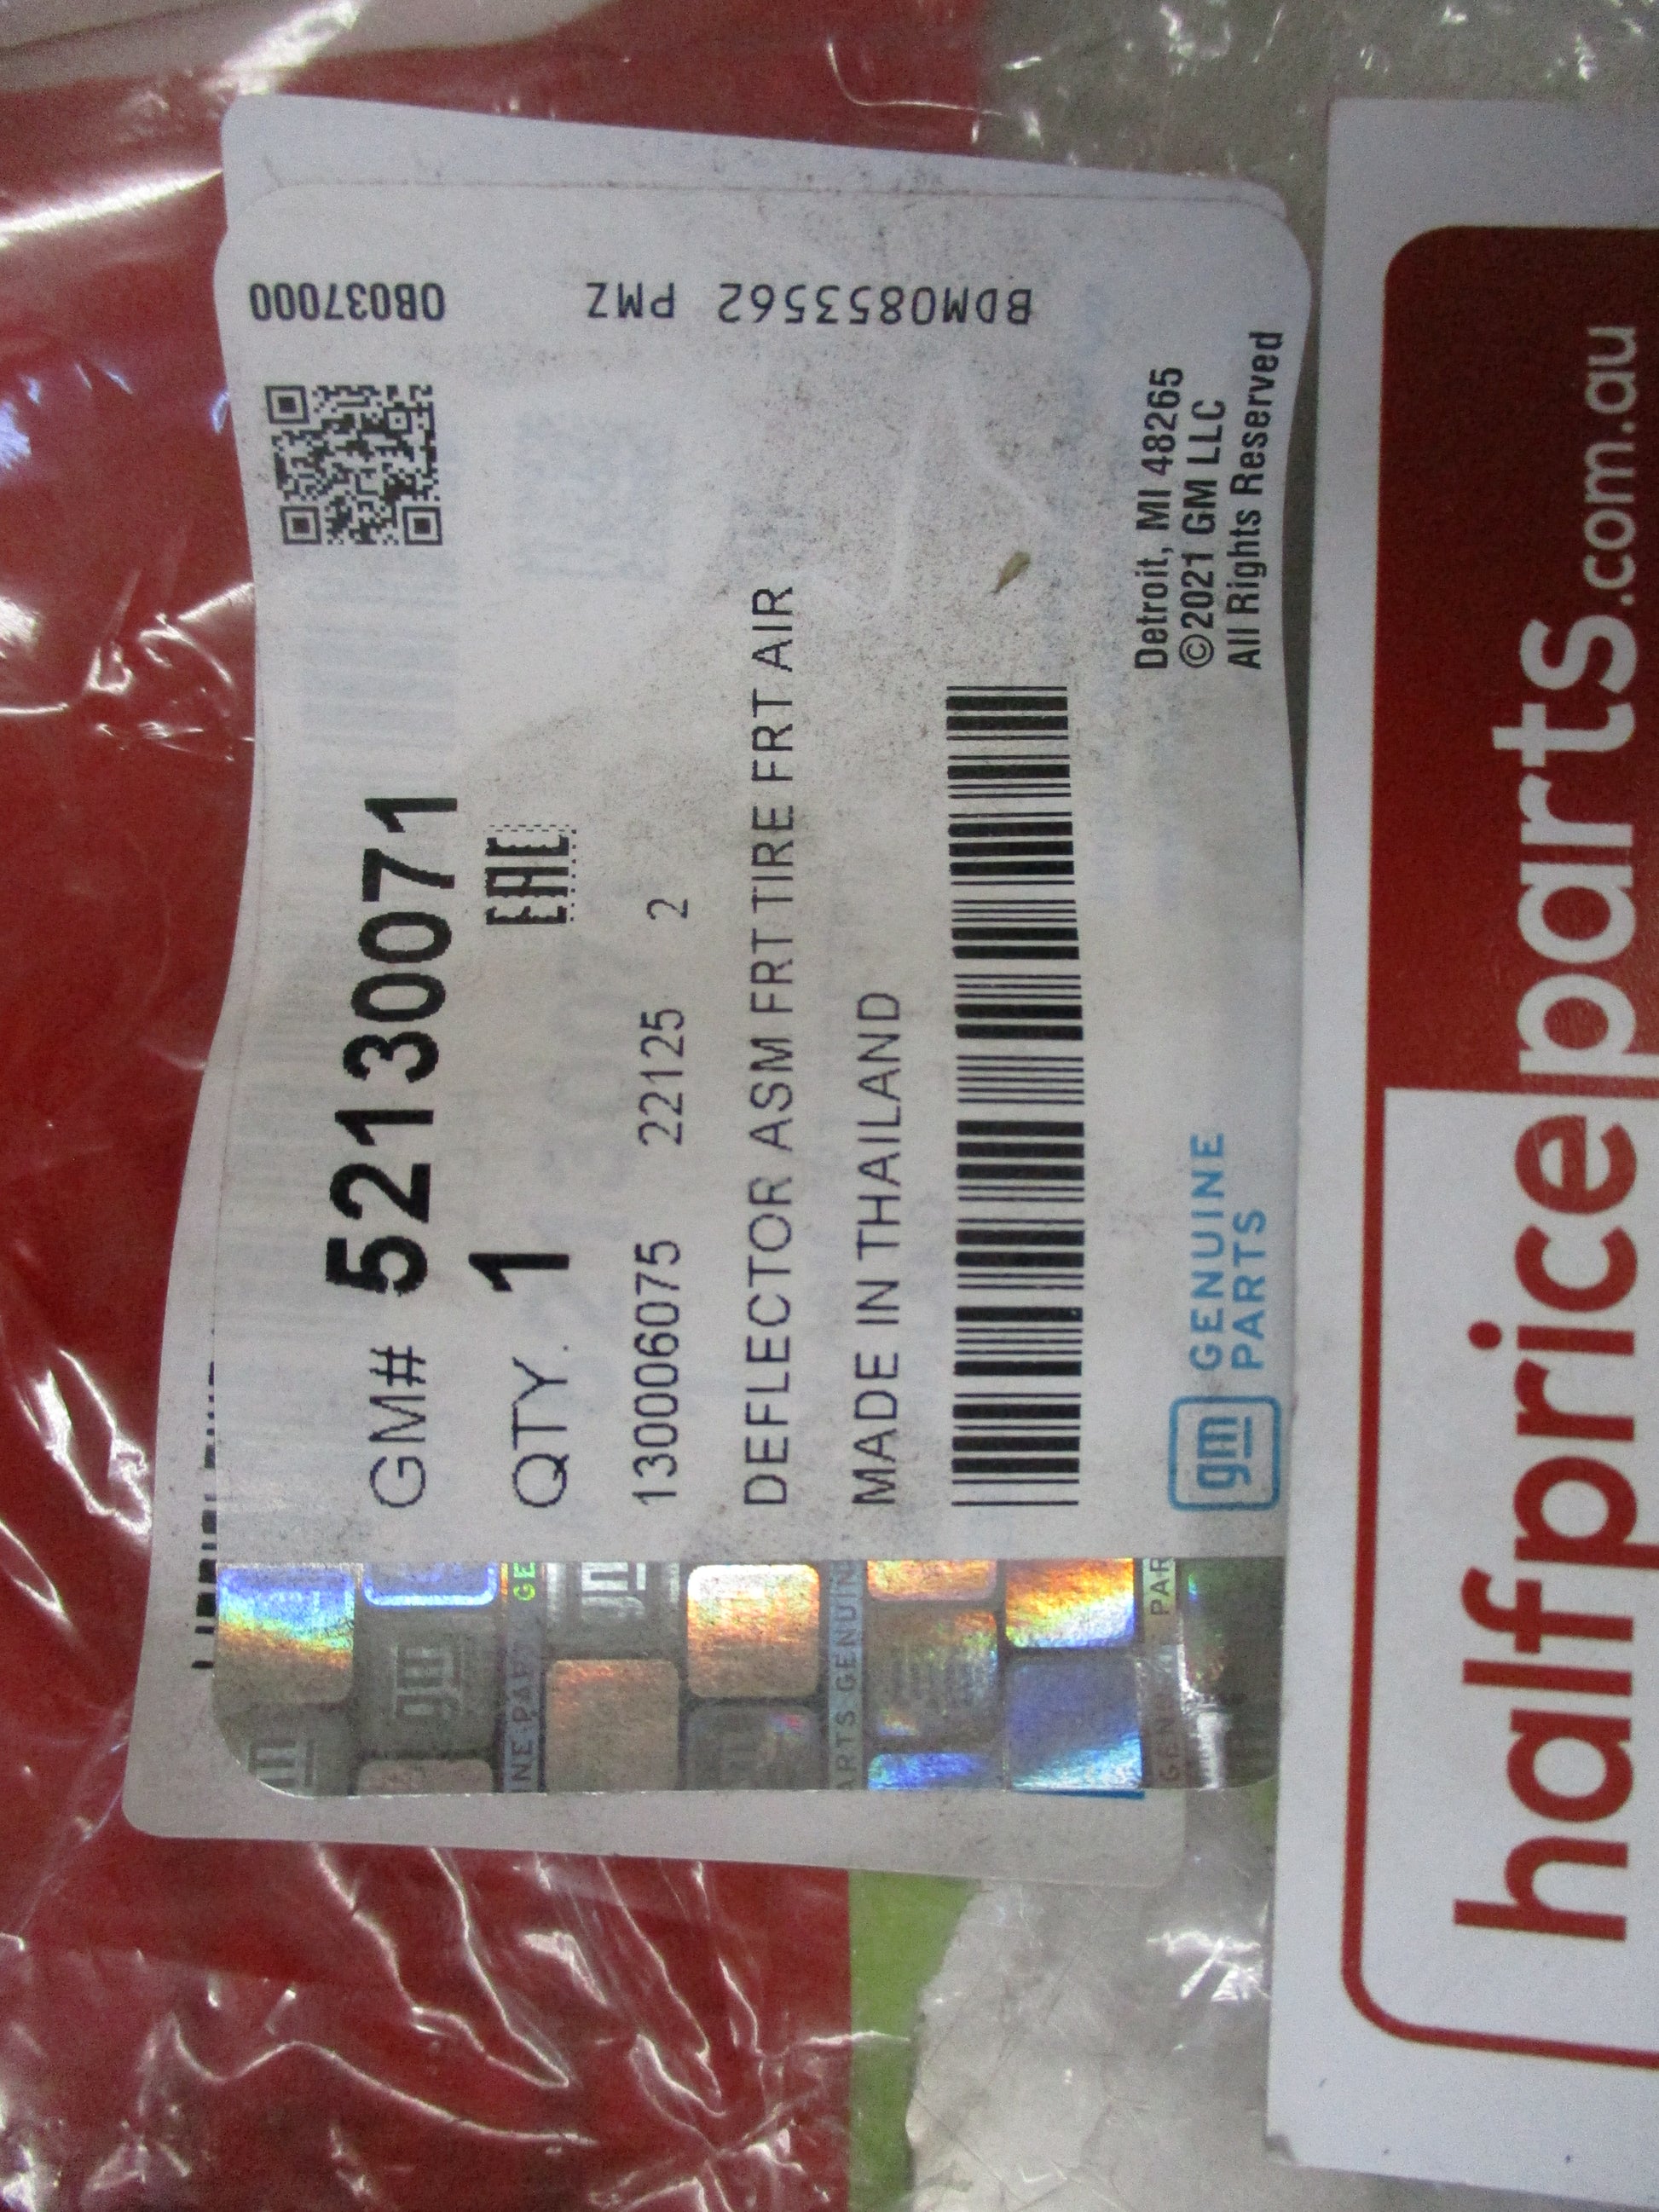 0B037000
BDM0853562 PMZ
GM# 52130071
QTY. 1
EAC
130006075 22125 2
DEFLECTOR ASM FRT TIRE FRT AIR
MADE IN THAILAND
gm GENUINE
PARTS
Detroit, MI 48265
©2021 GM LLC
All Rights Reserved
halfpriceparts.com.au